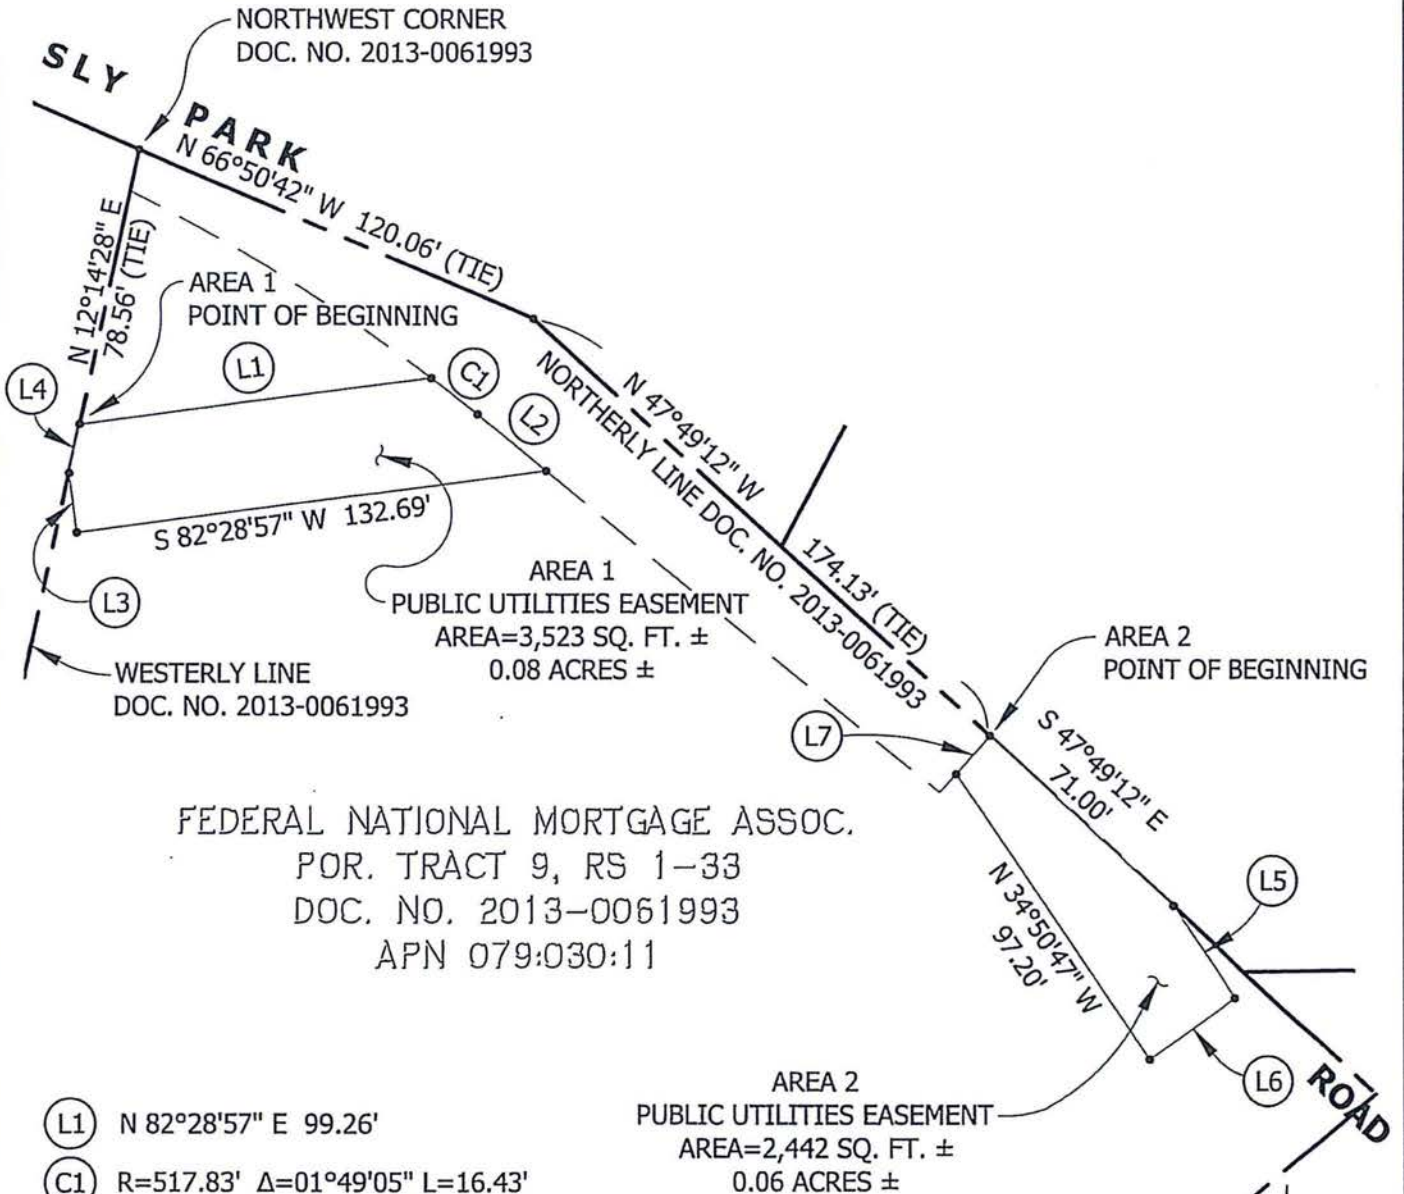 NORTHWEST CORNER
DOC. NO. 2013-0061993
SLY PARK
N 66°50'42" W 120.06' (TIE)
N 12°14'28" E
78.56' (TIE)
AREA 1
POINT OF BEGINNING
L1
C1
L2
L4
N 47°49'12" W 174.13' (TIE)
NORTHERLY LINE DOC. NO. 2013-0061993
S 82°28'57" W 132.69'
L3
AREA 1
PUBLIC UTILITIES EASEMENT
AREA=3,523 SQ. FT. ±
0.08 ACRES ±
WESTERLY LINE
DOC. NO. 2013-0061993
AREA 2
POINT OF BEGINNING
L7
S 47°49'12" E
71.00'
FEDERAL NATIONAL MORTGAGE ASSOC.
POR. TRACT 9, RS 1-33
DOC. NO. 2013-0061993
APN 079:030:11
N 34°50'47" W
97.20'
L5
L6
ROAD
AREA 2
PUBLIC UTILITIES EASEMENT
AREA=2,442 SQ. FT. ±
0.06 ACRES ±
L1 N 82°28'57" E 99.26'
C1 R=517.83' Δ=01°49'05" L=16.43'